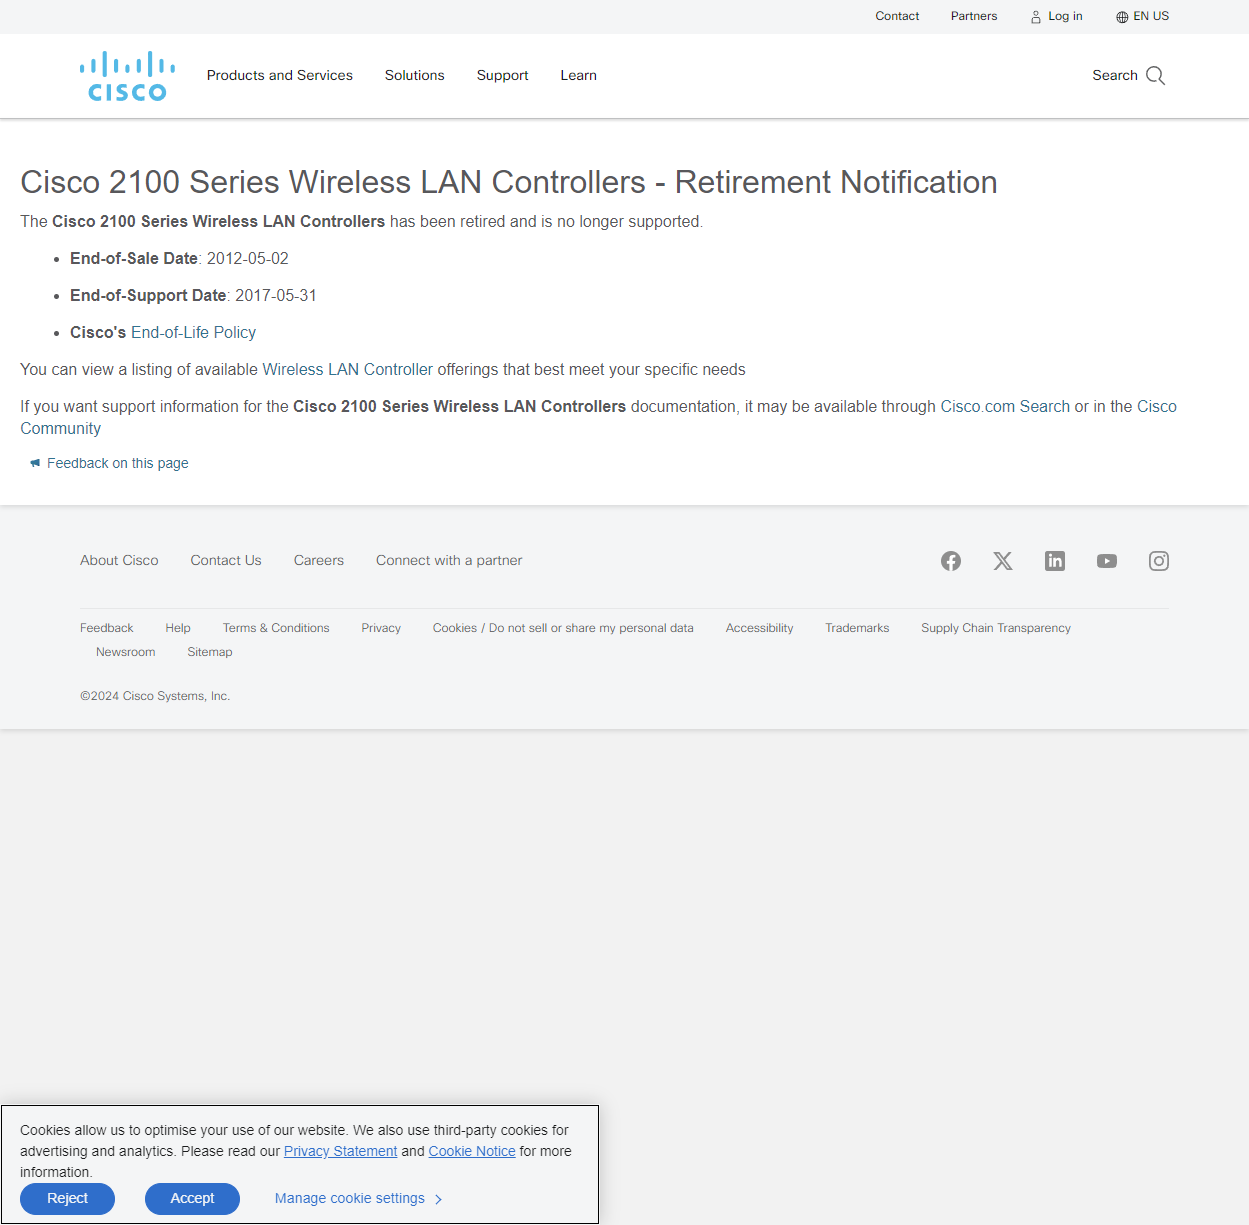 Contact Partners Log in EN US
CISCO
Products and Services Solutions Support Learn Search
Cisco 2100 Series Wireless LAN Controllers - Retirement Notification
The Cisco 2100 Series Wireless LAN Controllers has been retired and is no longer supported.
• End-of-Sale Date: 2012-05-02
• End-of-Support Date: 2017-05-31
• Cisco's End-of-Life Policy
You can view a listing of available Wireless LAN Controller offerings that best meet your specific needs
If you want support information for the Cisco 2100 Series Wireless LAN Controllers documentation, it may be available through Cisco.com Search or in the Cisco
Community
Feedback on this page
About Cisco Contact Us Careers Connect with a partner
Feedback Help Terms & Conditions Privacy Cookies / Do not sell or share my personal data Accessibility Trademarks Supply Chain Transparency
Newsroom Sitemap
©2024 Cisco Systems, Inc.
Cookies allow us to optimise your use of our website. We also use third-party cookies for
advertising and analytics. Please read our Privacy Statement and Cookie Notice for more
information.
Reject Accept Manage cookie settings